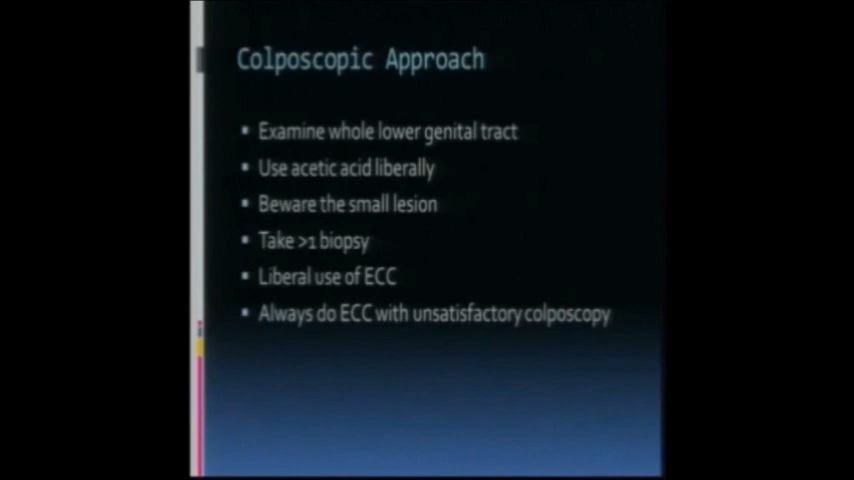 Colposcopic Approach
▪ Examine whole lower genital tract
▪ Use acetic acid liberally
▪ Beware the small lesion
▪ Take >1 biopsy
▪ Liberal use of ECC
▪ Always do ECC with unsatisfactory colposcopy